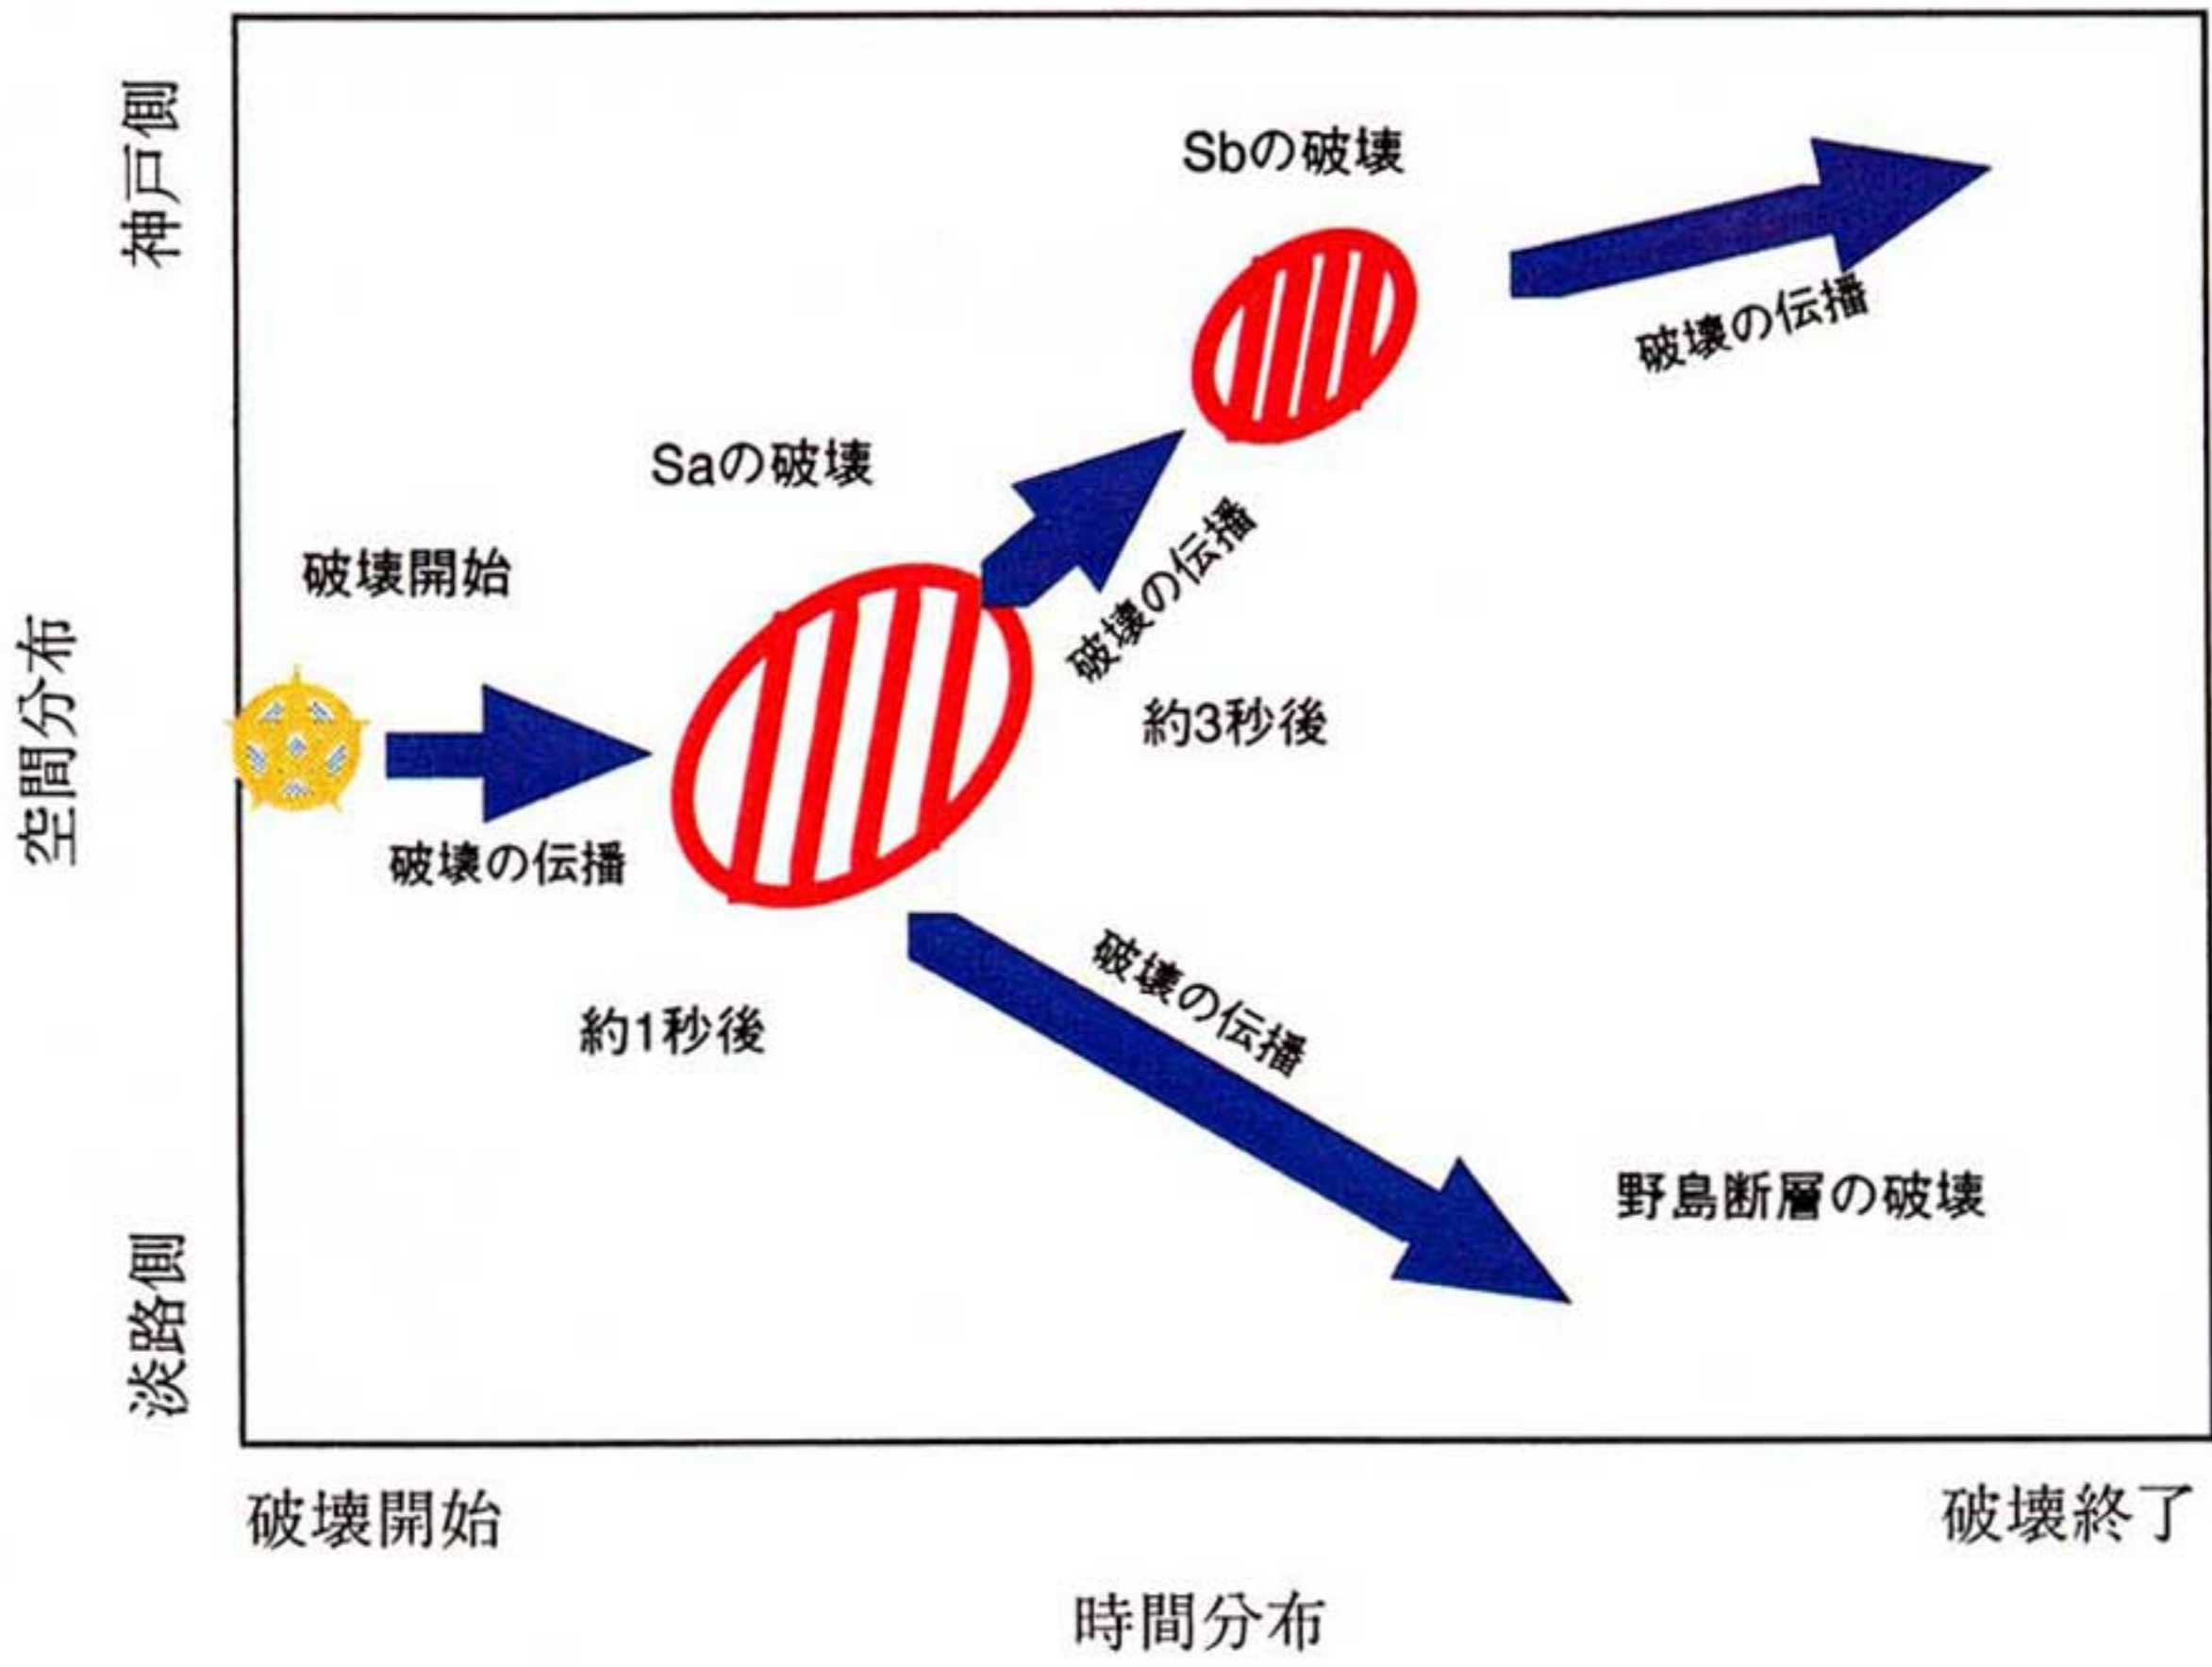 神戸側
Sbの破壊
破壊の伝播
Saの破壊
破壊の伝播
破壊開始
約3秒後
空間分布
破壊の伝播
破壊の伝播
約1秒後
野島断層の破壊
淡路側
破壊開始
破壊終了
時間分布